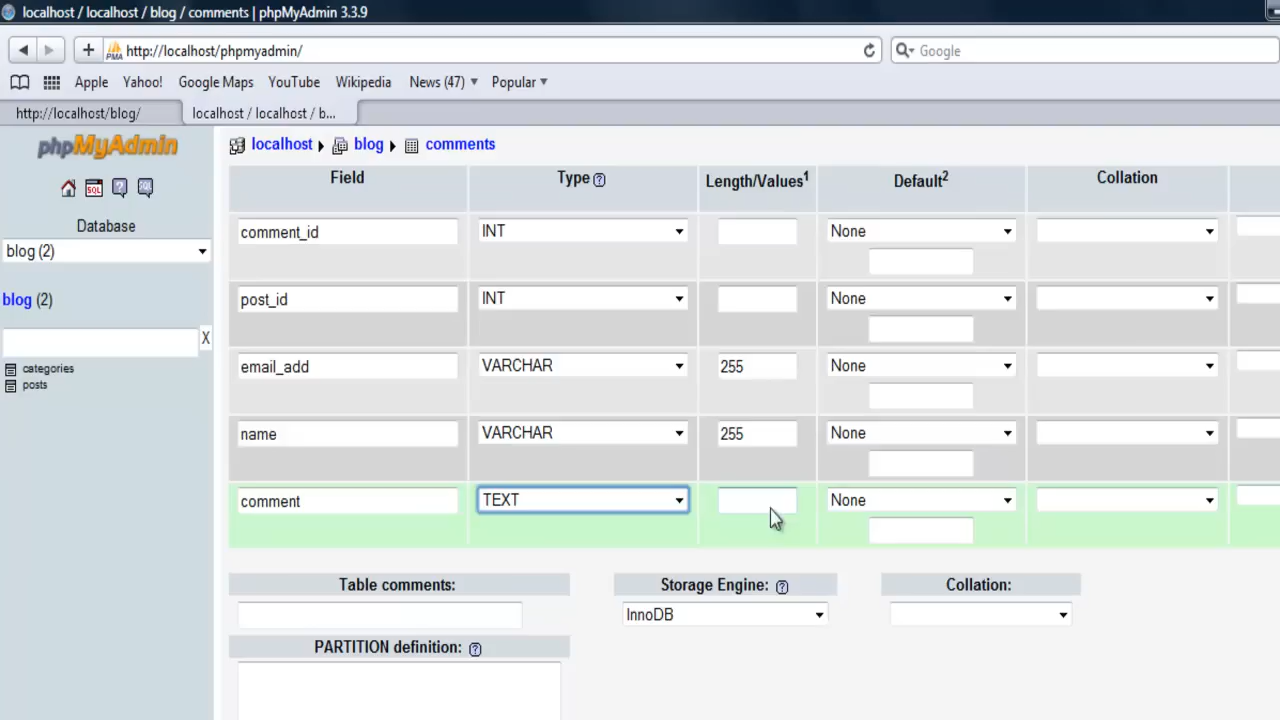 localhost / localhost / blog / comments | phpMyAdmin 3.3.9
http://localhost/phpmyadmin/
Google
Apple Yahoo! Google Maps YouTube Wikipedia News (47) Popular
http://localhost/blog/ localhost / localhost / b...
phpMyAdmin
localhost blog comments
Database
blog (2)
blog (2)
X
categories
posts
Field Type Length/Values1 Default2 Collation
comment_id INT None
post_id INT None
email_add VARCHAR 255 None
name VARCHAR 255 None
comment TEXT None
Table comments: Storage Engine: Collation:
InnoDB
PARTITION definition: